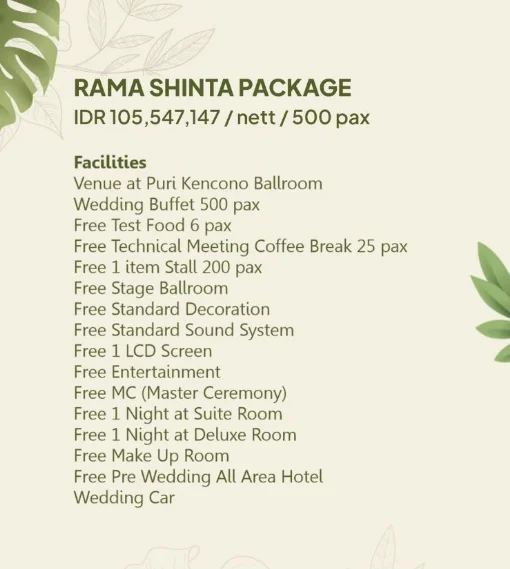 RAMA SHINTA PACKAGE
IDR 105,547,147 / nett / 500 pax
Facilities
Venue at Puri Kencono Ballroom
Wedding Buffet 500 pax
Free Test Food 6 pax
Free Technical Meeting Coffee Break 25 pax
Free 1 item Stall 200 pax
Free Stage Ballroom
Free Standard Decoration
Free Standard Sound System
Free 1 LCD Screen
Free Entertainment
Free MC (Master Ceremony)
Free 1 Night at Suite Room
Free 1 Night at Deluxe Room
Free Make Up Room
Free Pre Wedding All Area Hotel
Wedding Car